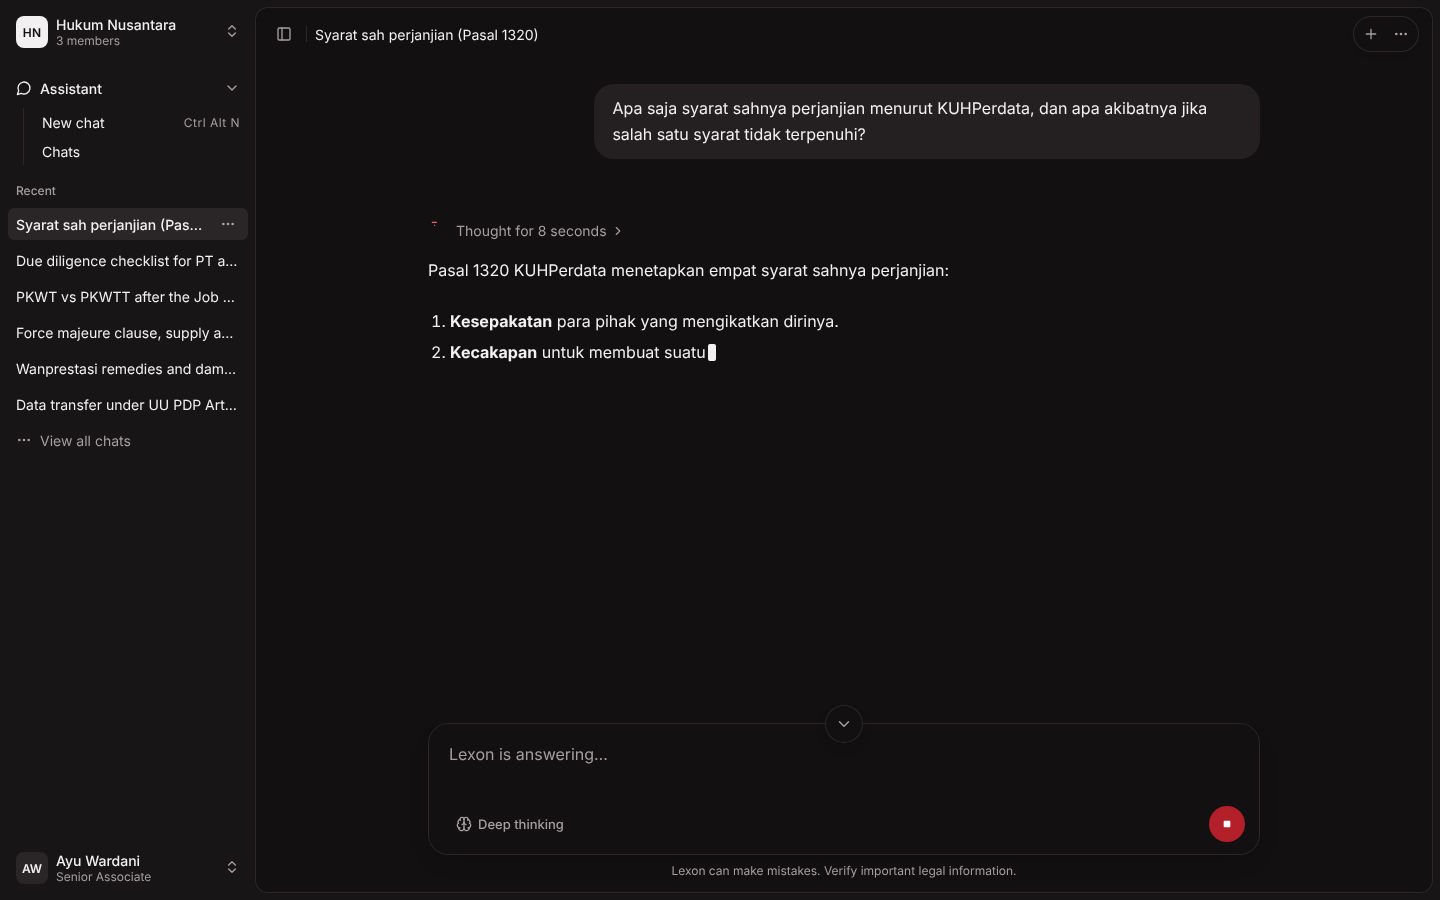 HN
Hukum Nusantara
3 members
Assistant
New chat
Ctrl Alt N
Chats
Recent
Syarat sah perjanjian (Pas...
Due diligence checklist for PT a...
PKWT vs PKWTT after the Job ...
Force majeure clause, supply a...
Wanprestasi remedies and dam...
Data transfer under UU PDP Art...
View all chats
AW
Ayu Wardani
Senior Associate
Syarat sah perjanjian (Pasal 1320)
Apa saja syarat sahnya perjanjian menurut KUHPerdata, dan apa akibatnya jika
salah satu syarat tidak terpenuhi?
Thought for 8 seconds
Pasal 1320 KUHPerdata menetapkan empat syarat sahnya perjanjian:
1. Kesepakatan para pihak yang mengikatkan dirinya.
2. Kecakapan untuk membuat suatu
Lexon is answering...
Deep thinking
Lexon can make mistakes. Verify important legal information.